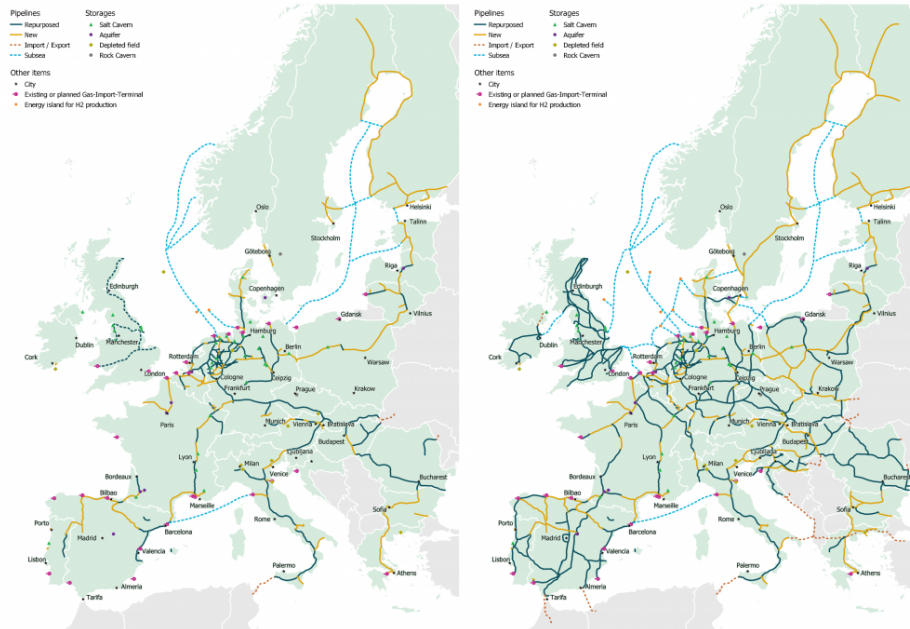 Pipelines
Repurposed
New
Import / Export
Subsea
Storages
Salt Cavern
Aquifer
Depleted field
Rock Cavern
Other items
City
Existing or planned Gas-Import-Terminal
Energy island for H2 production
Oslo
Helsinki
Talinn
Stockholm
Göteborg
Riga
Edinburgh
Copenhagen
Vilnius
Gdansk
Dublin
Manchester
Hamburg
Cork
Rotterdam
Berlin
Warsaw
London
Cologne
Leipzig
Frankfurt
Prague
Krakow
Paris
Munich
Vienna
Bratislava
Budapest
Lyon
Ljubljana
Milan
Venice
Bordeaux
Bucharest
Bilbao
Marseille
Sofia
Porto
Barcelona
Rome
Madrid
Valencia
Lisbon
Palermo
Athens
Almeria
Tarifa
Pipelines
Repurposed
New
Import / Export
Subsea
Storages
Salt Cavern
Aquifer
Depleted field
Rock Cavern
Other items
City
Existing or planned Gas-Import-Terminal
Energy island for H2 production
Oslo
Helsinki
Talinn
Stockholm
Göteborg
Riga
Edinburgh
Copenhagen
Vilnius
Gdansk
Dublin
Manchester
Hamburg
Cork
Rotterdam
Berlin
Warsaw
London
Cologne
Leipzig
Frankfurt
Prague
Krakow
Paris
Munich
Vienna
Bratislava
Budapest
Lyon
Ljubljana
Milan
Venice
Bordeaux
Bucharest
Bilbao
Marseille
Sofia
Porto
Barcelona
Rome
Madrid
Valencia
Lisbon
Palermo
Athens
Almeria
Tarifa